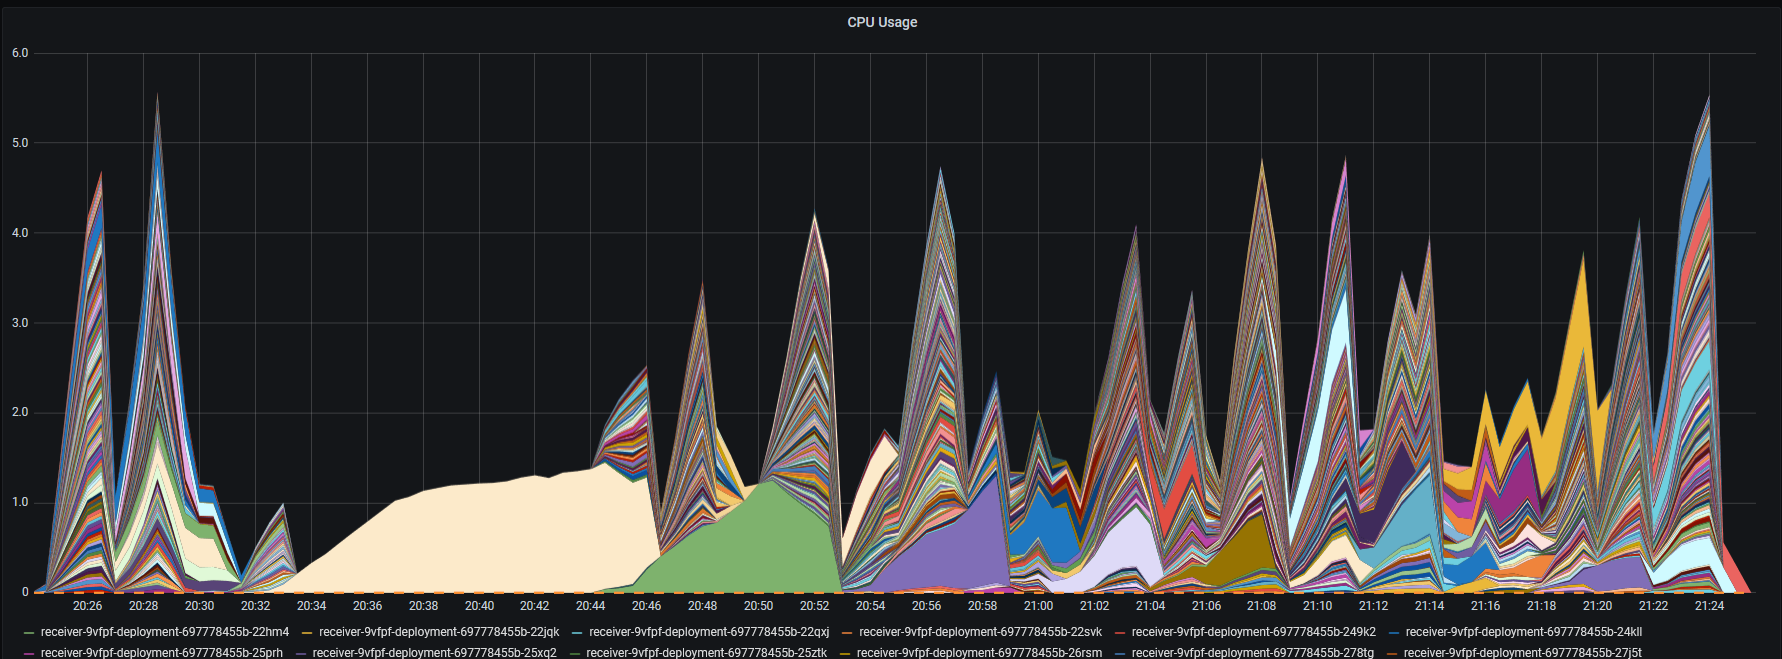 CPU Usage
6.0
5.0
4.0
3.0
2.0
1.0
0
20:26 20:28 20:30 20:32 20:34 20:36 20:38 20:40 20:42 20:44 20:46 20:48 20:50 20:52 20:54 20:56 20:58 21:00 21:02 21:04 21:06 21:08 21:10 21:12 21:14 21:16 21:18 21:20 21:22 21:24
receiver-9vfpf-deployment-697778455b-22hm4 receiver-9vfpf-deployment-697778455b-22jqk receiver-9vfpf-deployment-697778455b-22qxj receiver-9vfpf-deployment-697778455b-22svk receiver-9vfpf-deployment-697778455b-249k2 receiver-9vfpf-deployment-697778455b-24kll
receiver-9vfpf-deployment-697778455b-25prh receiver-9vfpf-deployment-697778455b-25xq2 receiver-9vfpf-deployment-697778455b-25ztk receiver-9vfpf-deployment-697778455b-26rsm receiver-9vfpf-deployment-697778455b-278tg receiver-9vfpf-deployment-697778455b-27j5t